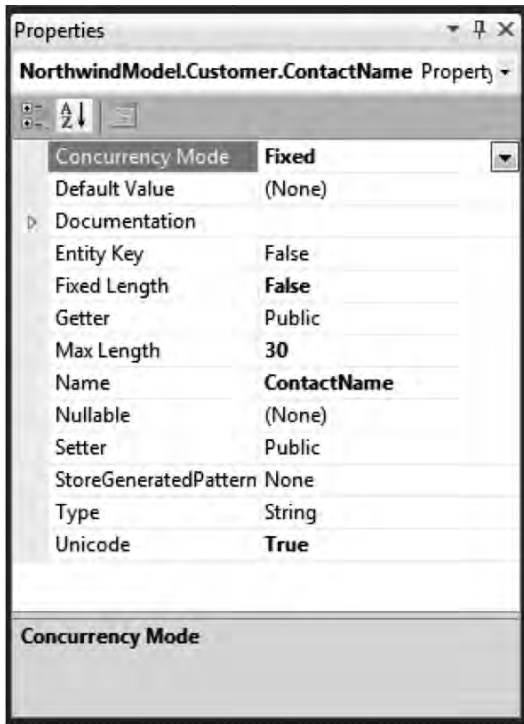 Properties
NorthwindModel.Customer.ContactName Property
A
Z
Concurrency Mode Fixed
Default Value (None)
Documentation
Entity Key False
Fixed Length False
Getter Public
Max Length 30
Name ContactName
Nullable (None)
Setter Public
StoreGeneratedPattern None
Type String
Unicode True
Concurrency Mode